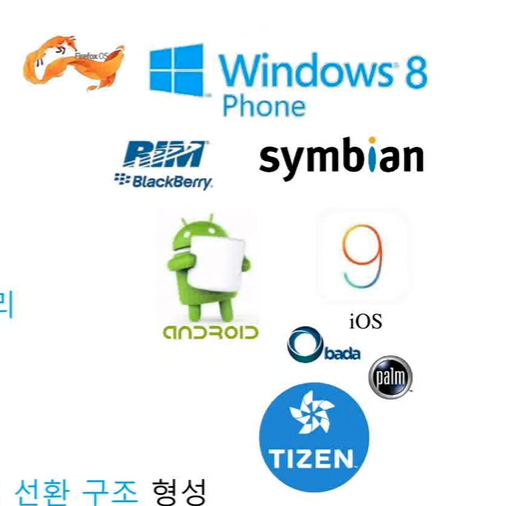 Firefox OS
Windows 8
Phone
RIM
BlackBerry.
symbian
ANDROID
9
리
iOS
bada
palm
TIZEN
선환 구조 형성